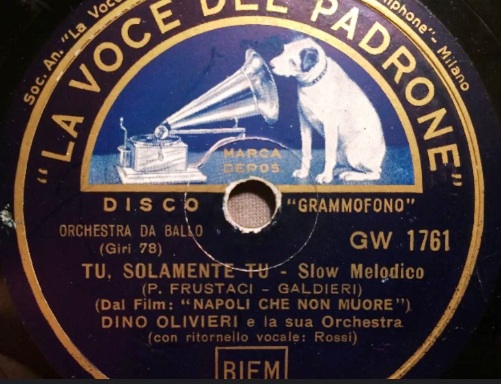 Soc. An. "La Voce
"LA VOCE DEL PADRONE"
phone"- Milano
MARCA
DEPOS.
DISCO "GRAMMOFONO"
ORCHESTRA DA BALLO
(Giri 78)
GW 1761
TU, SOLAMENTE TU - Slow Melodico
(P. FRUSTACI - GALDIERI)
(Dal Film: "NAPOLI CHE NON MUORE")
DINO OLIVIERI e la sua Orchestra
(con ritornello vocale: Rossi)
BIEM